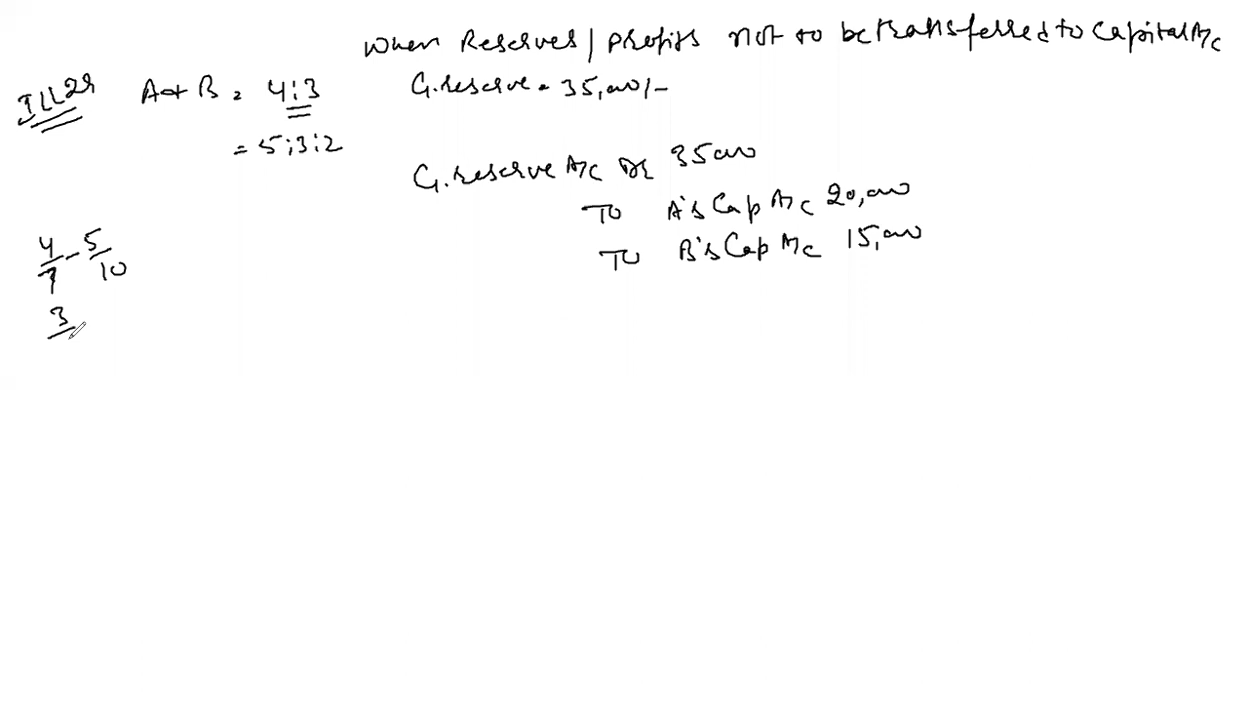 When Reserves / Profits not to be transferred to Capital A/c
ILL 29 A & B = 4:3 G.reserve = 35,000/-
= 5:3:2
G.reserve A/c Dr 35000
To A's Cap A/c 20,000
To B's Cap A/c 15,000
4/7 - 5/10
3